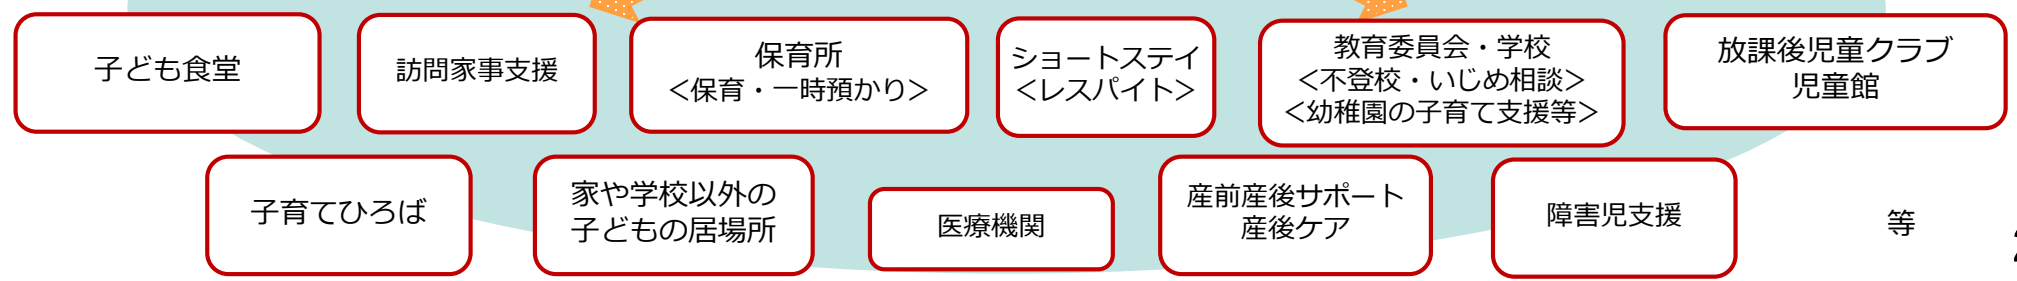 子ども食堂
訪問家事支援
保育所
<保育・一時預かり>
ショートステイ
<レスパイト>
教育委員会・学校
<不登校・いじめ相談>
<幼稚園の子育て支援等>
放課後児童クラブ
児童館
子育てひろば
家や学校以外の
子どもの居場所
医療機関
産前産後サポート
産後ケア
障害児支援
等